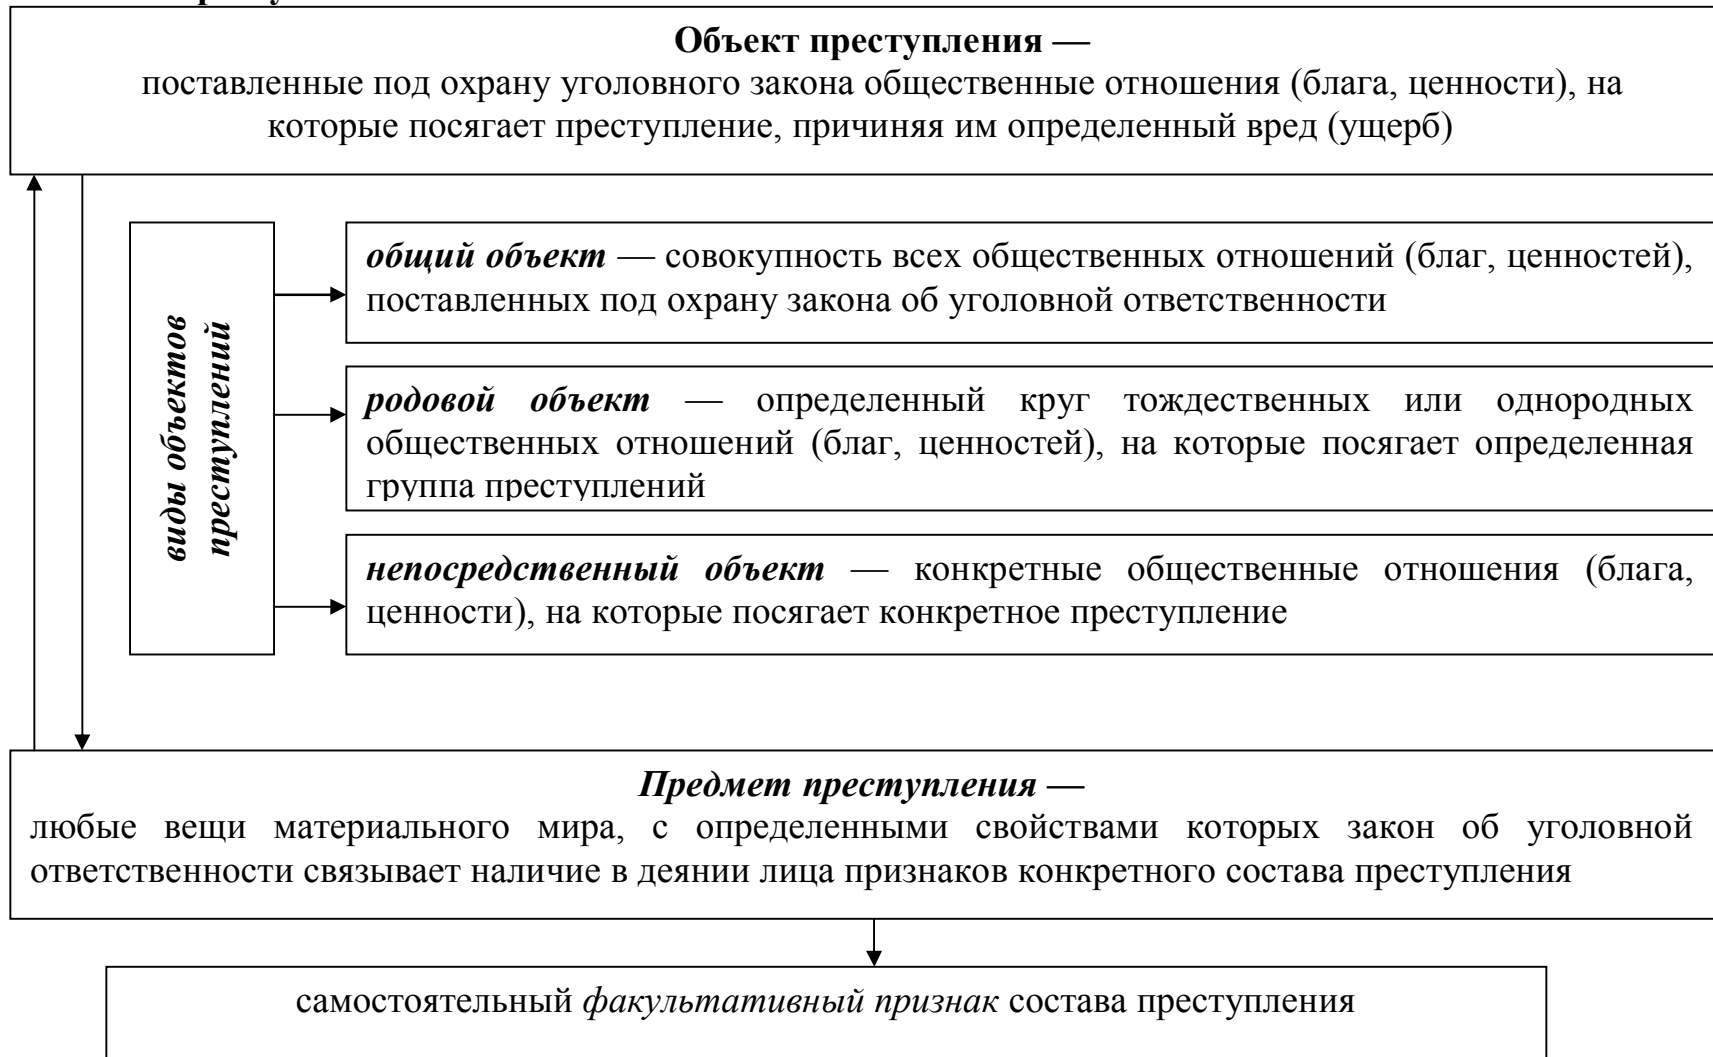 Объект преступления —
поставленные под охрану уголовного закона общественные отношения (блага, ценности), на
которые посягает преступление, причиняя им определенный вред (ущерб)
виды объектов
преступлений
общий объект — совокупность всех общественных отношений (благ, ценностей),
поставленных под охрану закона об уголовной ответственности
родовой объект — определенный круг тождественных или однородных
общественных отношений (благ, ценностей), на которые посягает определенная
группа преступлений
непосредственный объект — конкретные общественные отношения (блага,
ценности), на которые посягает конкретное преступление
Предмет преступления —
любые вещи материального мира, с определенными свойствами которых закон об уголовной
ответственности связывает наличие в деянии лица признаков конкретного состава преступления
самостоятельный факультативный признак состава преступления